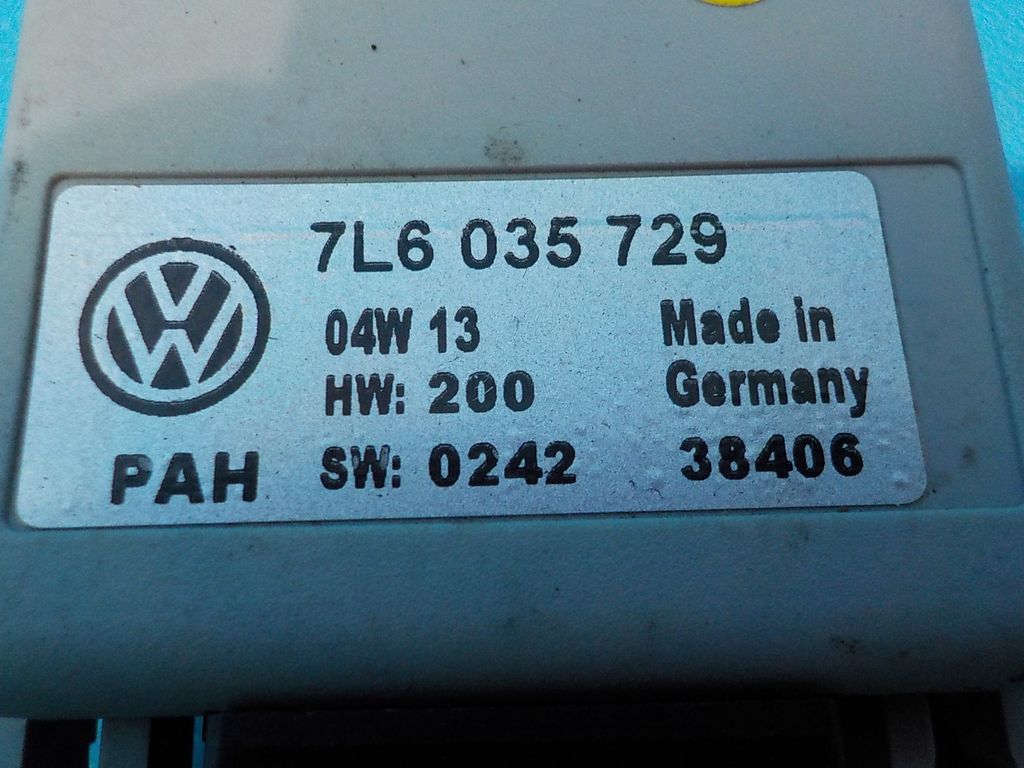 7L6 035 729
04W 13
Made in
HW: 200
Germany
PAH
SW: 0242
38406